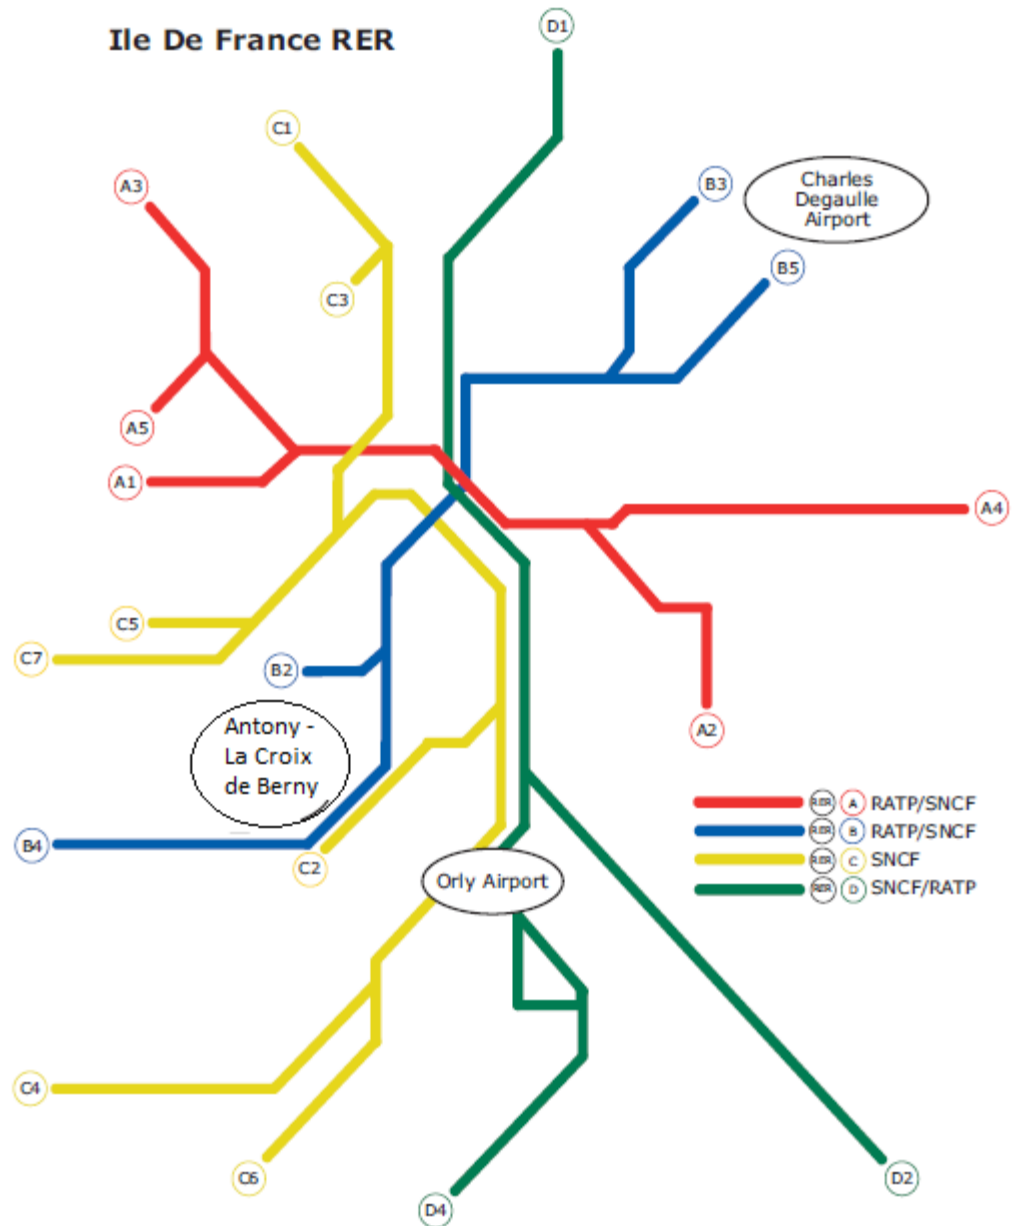 Ile De France RER
D1
C1
A3
B3
Charles
Degaulle
Airport
B5
C3
A5
A1
A4
C5
C7
B2
A2
Antony -
La Croix
de Berny
RER A RATP/SNCF
RER B RATP/SNCF
B4
C2
RER C SNCF
Orly Airport
RER D SNCF/RATP
C4
C6
D2
D4